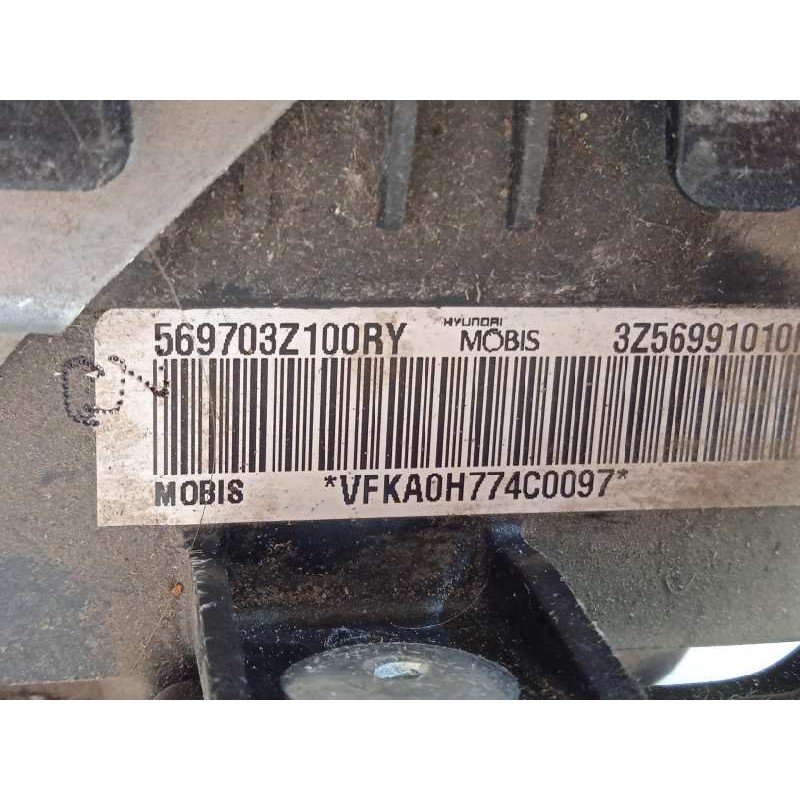 569703Z100RY HYUNDAI MOBIS 3Z56991010
MOBIS *VFKA0H774C0097*